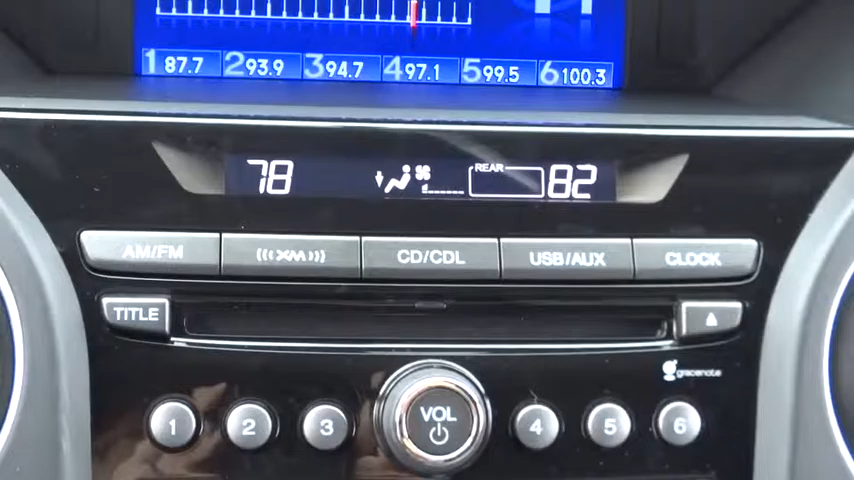 1 87.7 2 93.9 3 94.7 4 97.1 5 99.5 6 100.3
78 REAR 82
AM/FM ((XM)) CD/CDL USB/AUX CLOCK
TITLE
gracenote
1 2 3 VOL 4 5 6